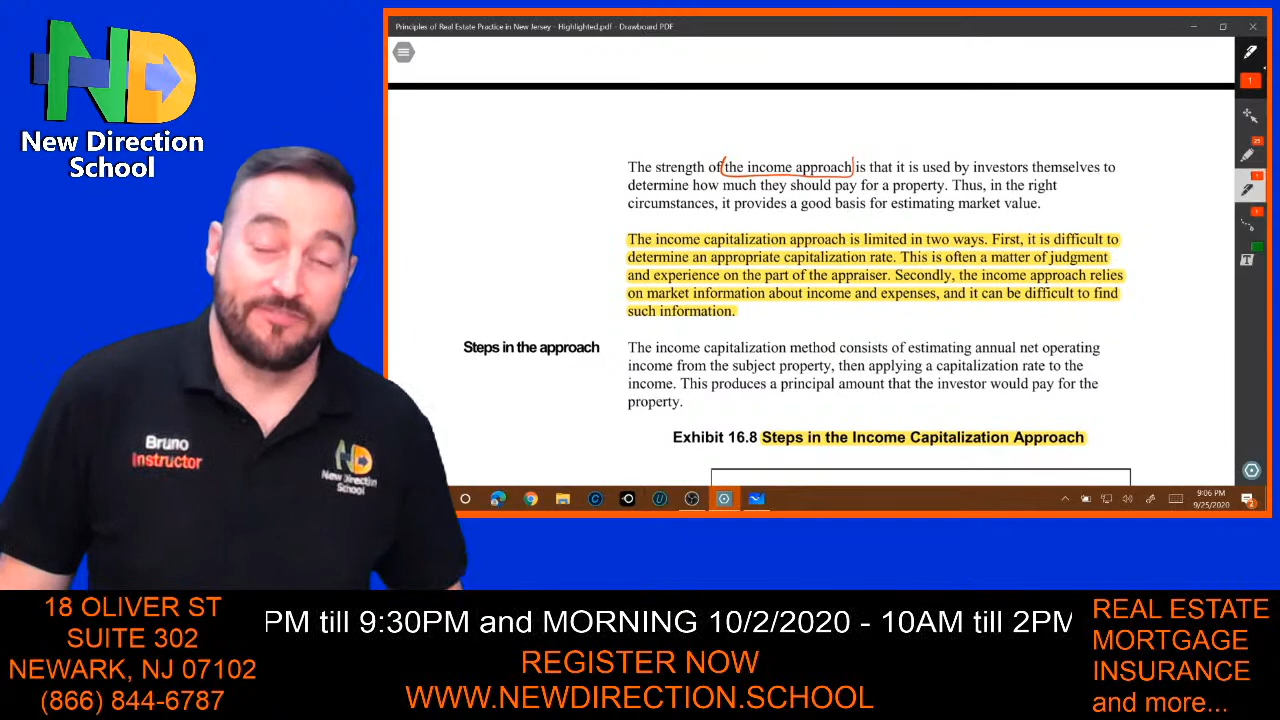 New Direction
School
Bruno
Instructor
New Direction
School
Principles of Real Estate Practice in New Jersey - Highlighted.pdf - Drawboard PDF
The strength of the income approach is that it is used by investors themselves to
determine how much they should pay for a property. Thus, in the right
circumstances, it provides a good basis for estimating market value.
The income capitalization approach is limited in two ways. First, it is difficult to
determine an appropriate capitalization rate. This is often a matter of judgment
and experience on the part of the appraiser. Secondly, the income approach relies
on market information about income and expenses, and it can be difficult to find
such information.
Steps in the approach
The income capitalization method consists of estimating annual net operating
income from the subject property, then applying a capitalization rate to the
income. This produces a principal amount that the investor would pay for the
property.
Exhibit 16.8 Steps in the Income Capitalization Approach
9:06 PM
9/25/2020
18 OLIVER ST
SUITE 302
NEWARK, NJ 07102
(866) 844-6787
PM till 9:30PM and MORNING 10/2/2020 - 10AM till 2PM
REGISTER NOW
WWW.NEWDIRECTION.SCHOOL
REAL ESTATE
MORTGAGE
INSURANCE
and more...